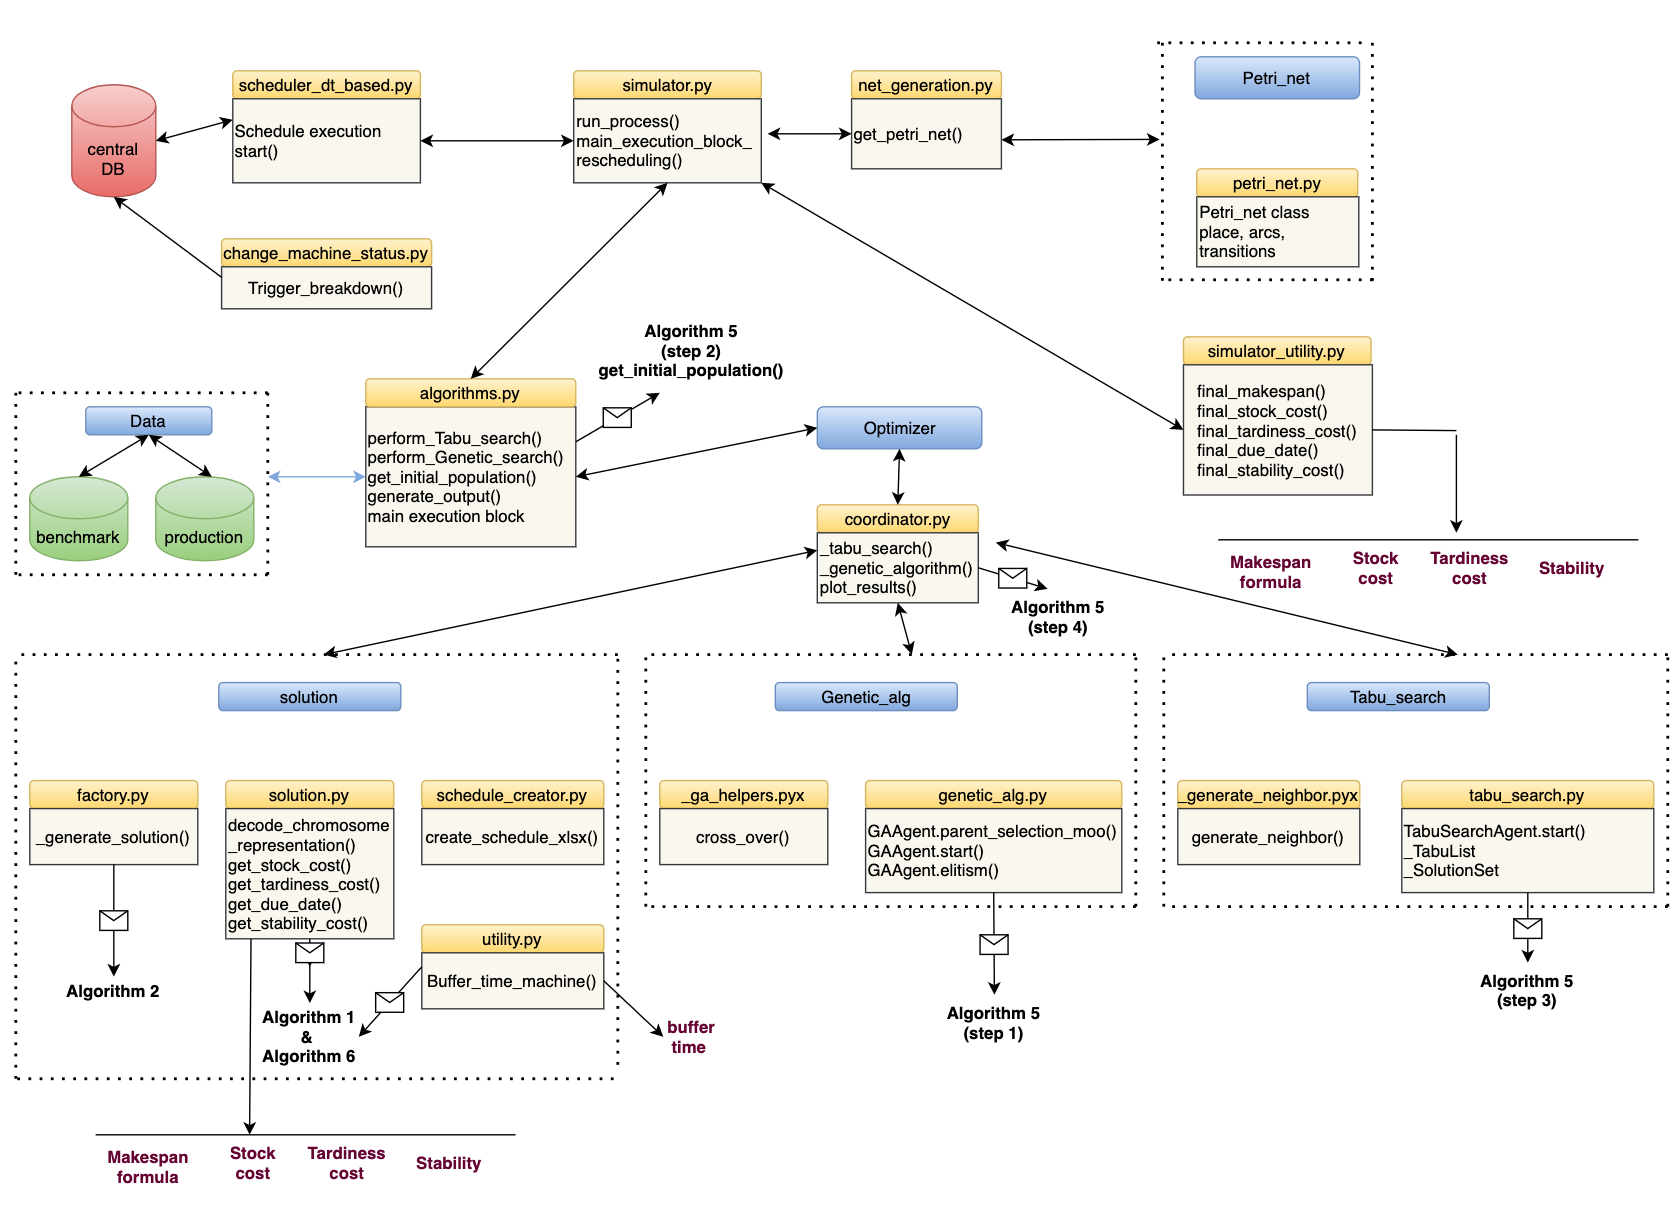 scheduler_dt_based.py
Schedule execution
start()
central
DB
simulator.py
run_process()
main_execution_block_
rescheduling()
net_generation.py
get_petri_net()
Petri_net
petri_net.py
Petri_net class
place, arcs,
transitions
change_machine_status.py
Trigger_breakdown()
Algorithm 5
(step 2)
get_initial_population()
simulator_utility.py
final_makespan()
final_stock_cost()
final_tardiness_cost()
final_due_date()
final_stability_cost()
Makespan
formula
Stock
cost
Tardiness
cost
Stability
Data
benchmark
production
algorithms.py
perform_Tabu_search()
perform_Genetic_search()
get_initial_population()
generate_output()
main execution block
Optimizer
coordinator.py
_tabu_search()
_genetic_algorithm()
plot_results()
Algorithm 5
(step 4)
solution
factory.py
_generate_solution()
Algorithm 2
solution.py
decode_chromosome
_representation()
get_stock_cost()
get_tardiness_cost()
get_due_date()
get_stability_cost()
Algorithm 1
&
Algorithm 6
schedule_creator.py
create_schedule_xlsx()
utility.py
Buffer_time_machine()
buffer
time
Genetic_alg
_ga_helpers.pyx
cross_over()
genetic_alg.py
GAAgent.parent_selection_moo()
GAAgent.start()
GAAgent.elitism()
Algorithm 5
(step 1)
Tabu_search
_generate_neighbor.pyx
generate_neighbor()
tabu_search.py
TabuSearchAgent.start()
_TabuList
_SolutionSet
Algorithm 5
(step 3)
Makespan
formula
Stock
cost
Tardiness
cost
Stability